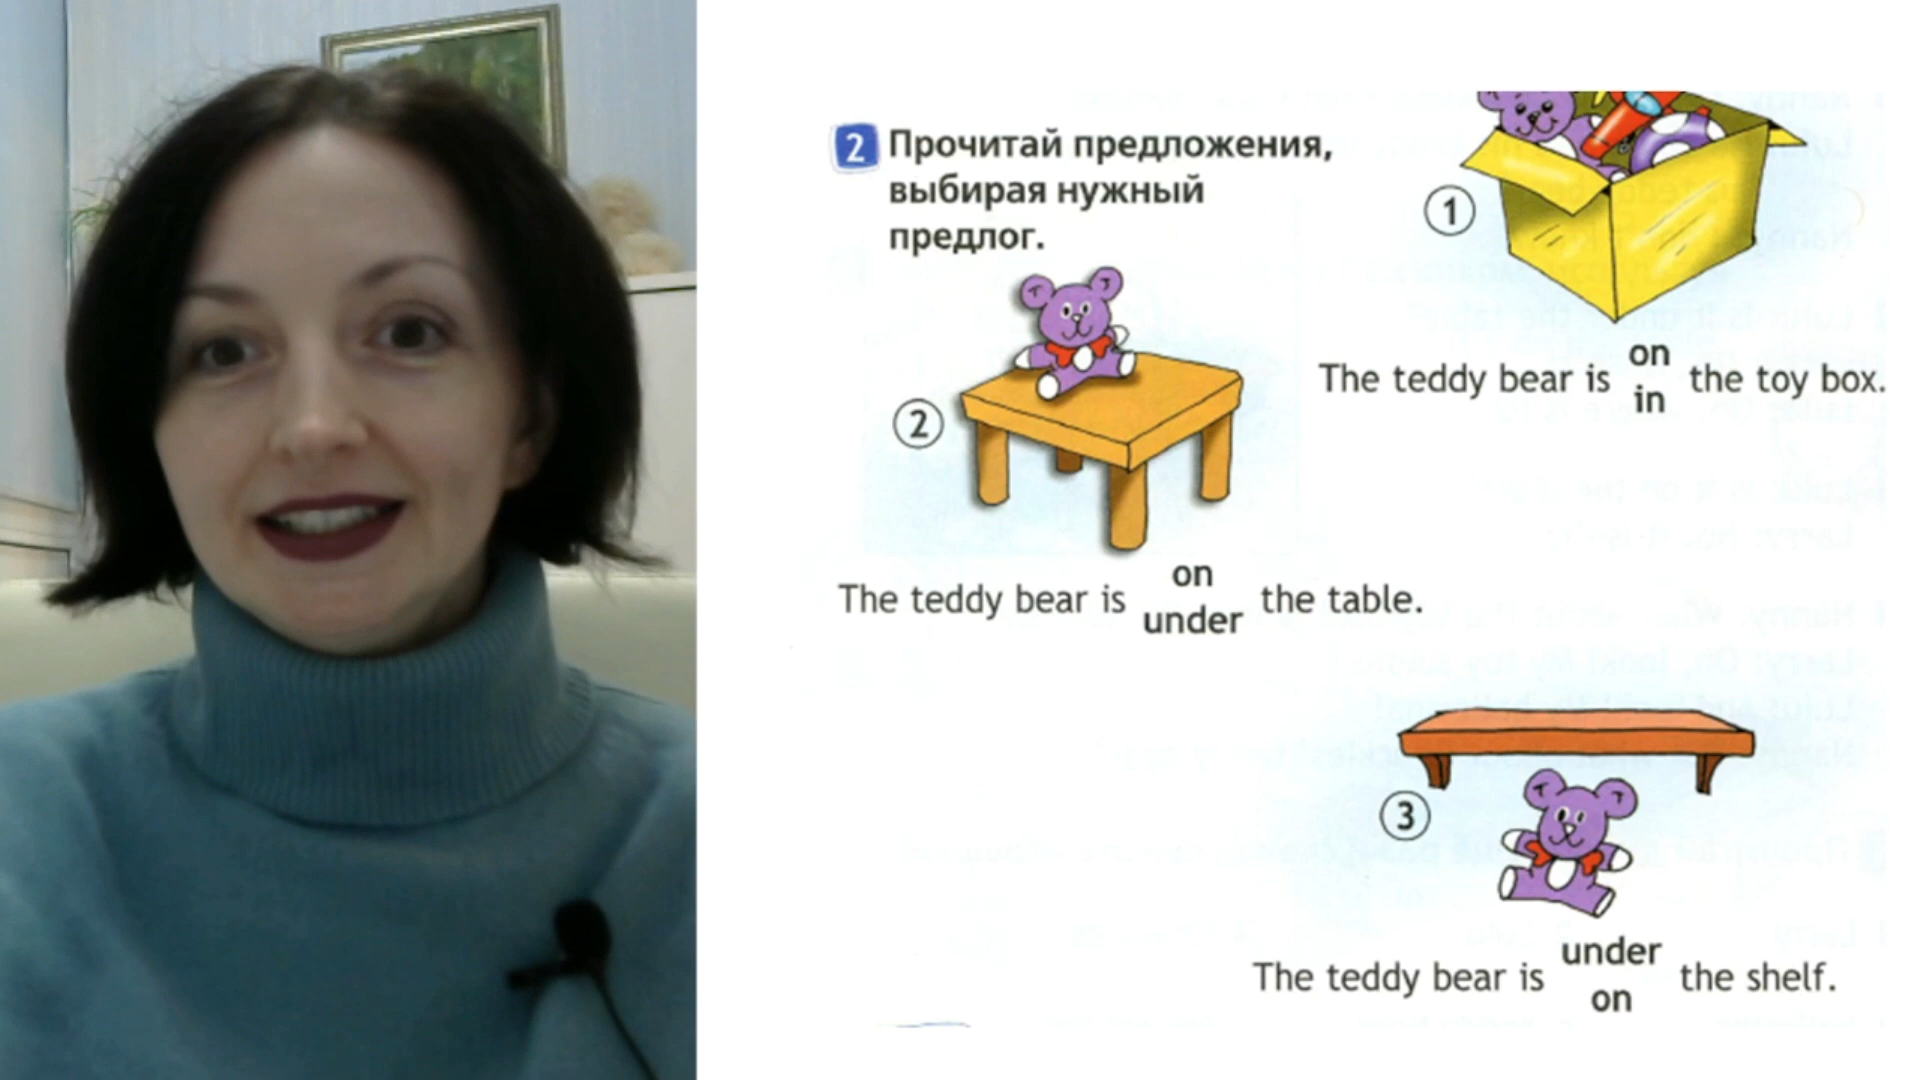 2 Прочитай предложения,
выбирая нужный
предлог.
1
The teddy bear is on the toy box.
in
2
The teddy bear is on the table.
under
3
The teddy bear is under the shelf.
on